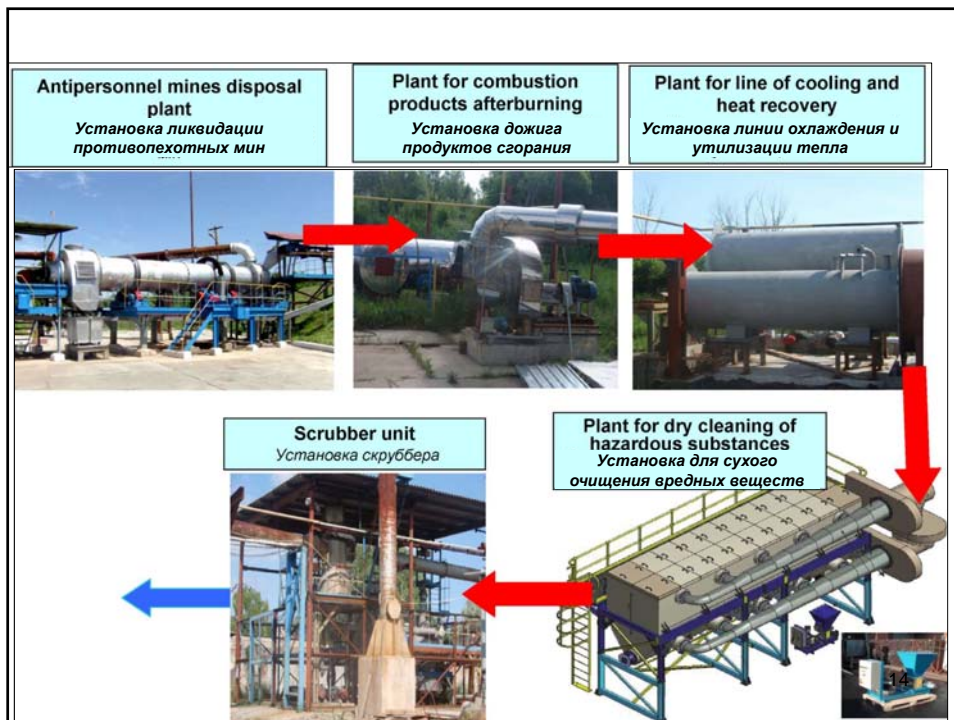 Antipersonnel mines disposal
plant
Установка ликвидации
противопехотных мин
Plant for combustion
products afterburning
Установка дожига
продуктов сгорания
Plant for line of cooling and
heat recovery
Установка линии охлаждения и
утилизации тепла
Scrubber unit
Установка скруббера
Plant for dry cleaning of
hazardous substances
Установка для сухого
очищения вредных веществ
14